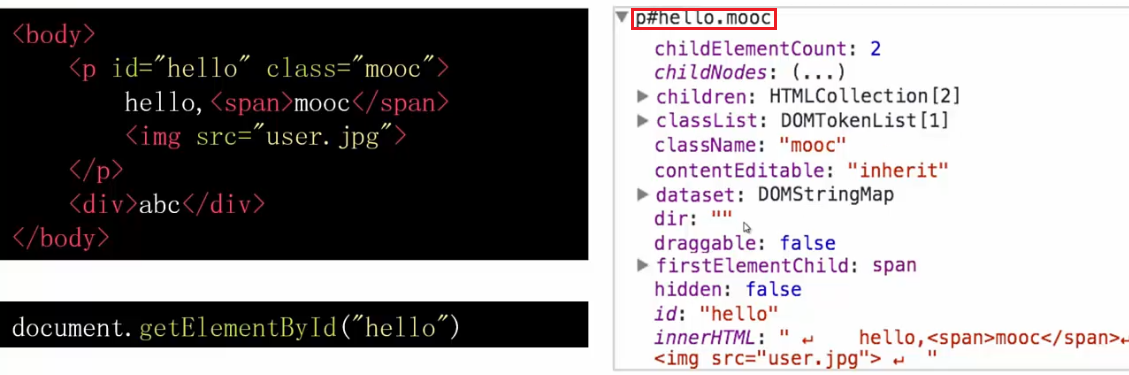 <body>
<p id="hello" class="mooc">
hello,<span>mooc</span>
<img src="user.jpg">
</p>
<div>abc</div>
</body>
document.getElementById("hello")
▼p#hello.mooc
childElementCount: 2
childNodes: (...)
▶children: HTMLCollection[2]
▶classList: DOMTokenList[1]
className: "mooc"
contentEditable: "inherit"
▶dataset: DOMStringMap
dir: ""
draggable: false
▶firstElementChild: span
hidden: false
id: "hello"
innerHTML: " ↵    hello,<span>mooc</span>↵
<img src="user.jpg"> ↵  "